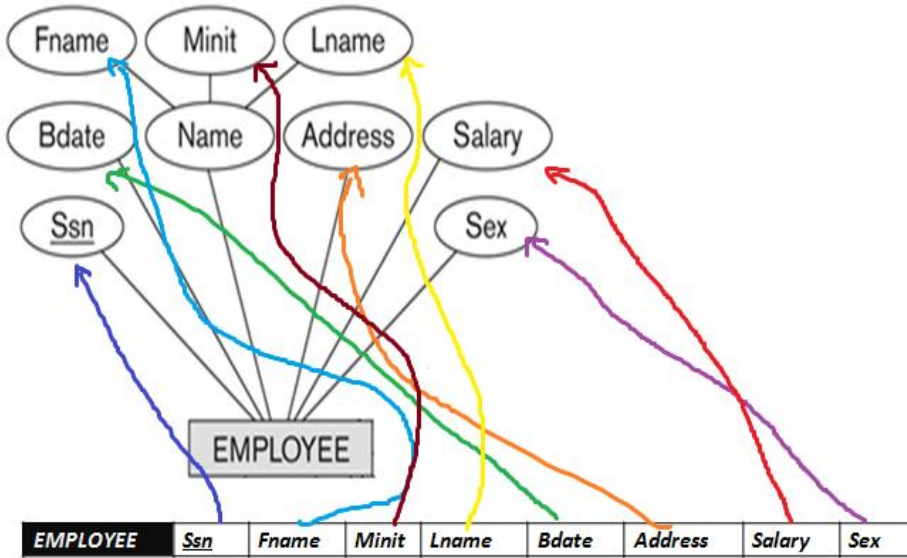 Fname Minit Lname
Bdate Name Address Salary
Ssn Sex
EMPLOYEE
EMPLOYEE Ssn Fname Minit Lname Bdate Address Salary Sex